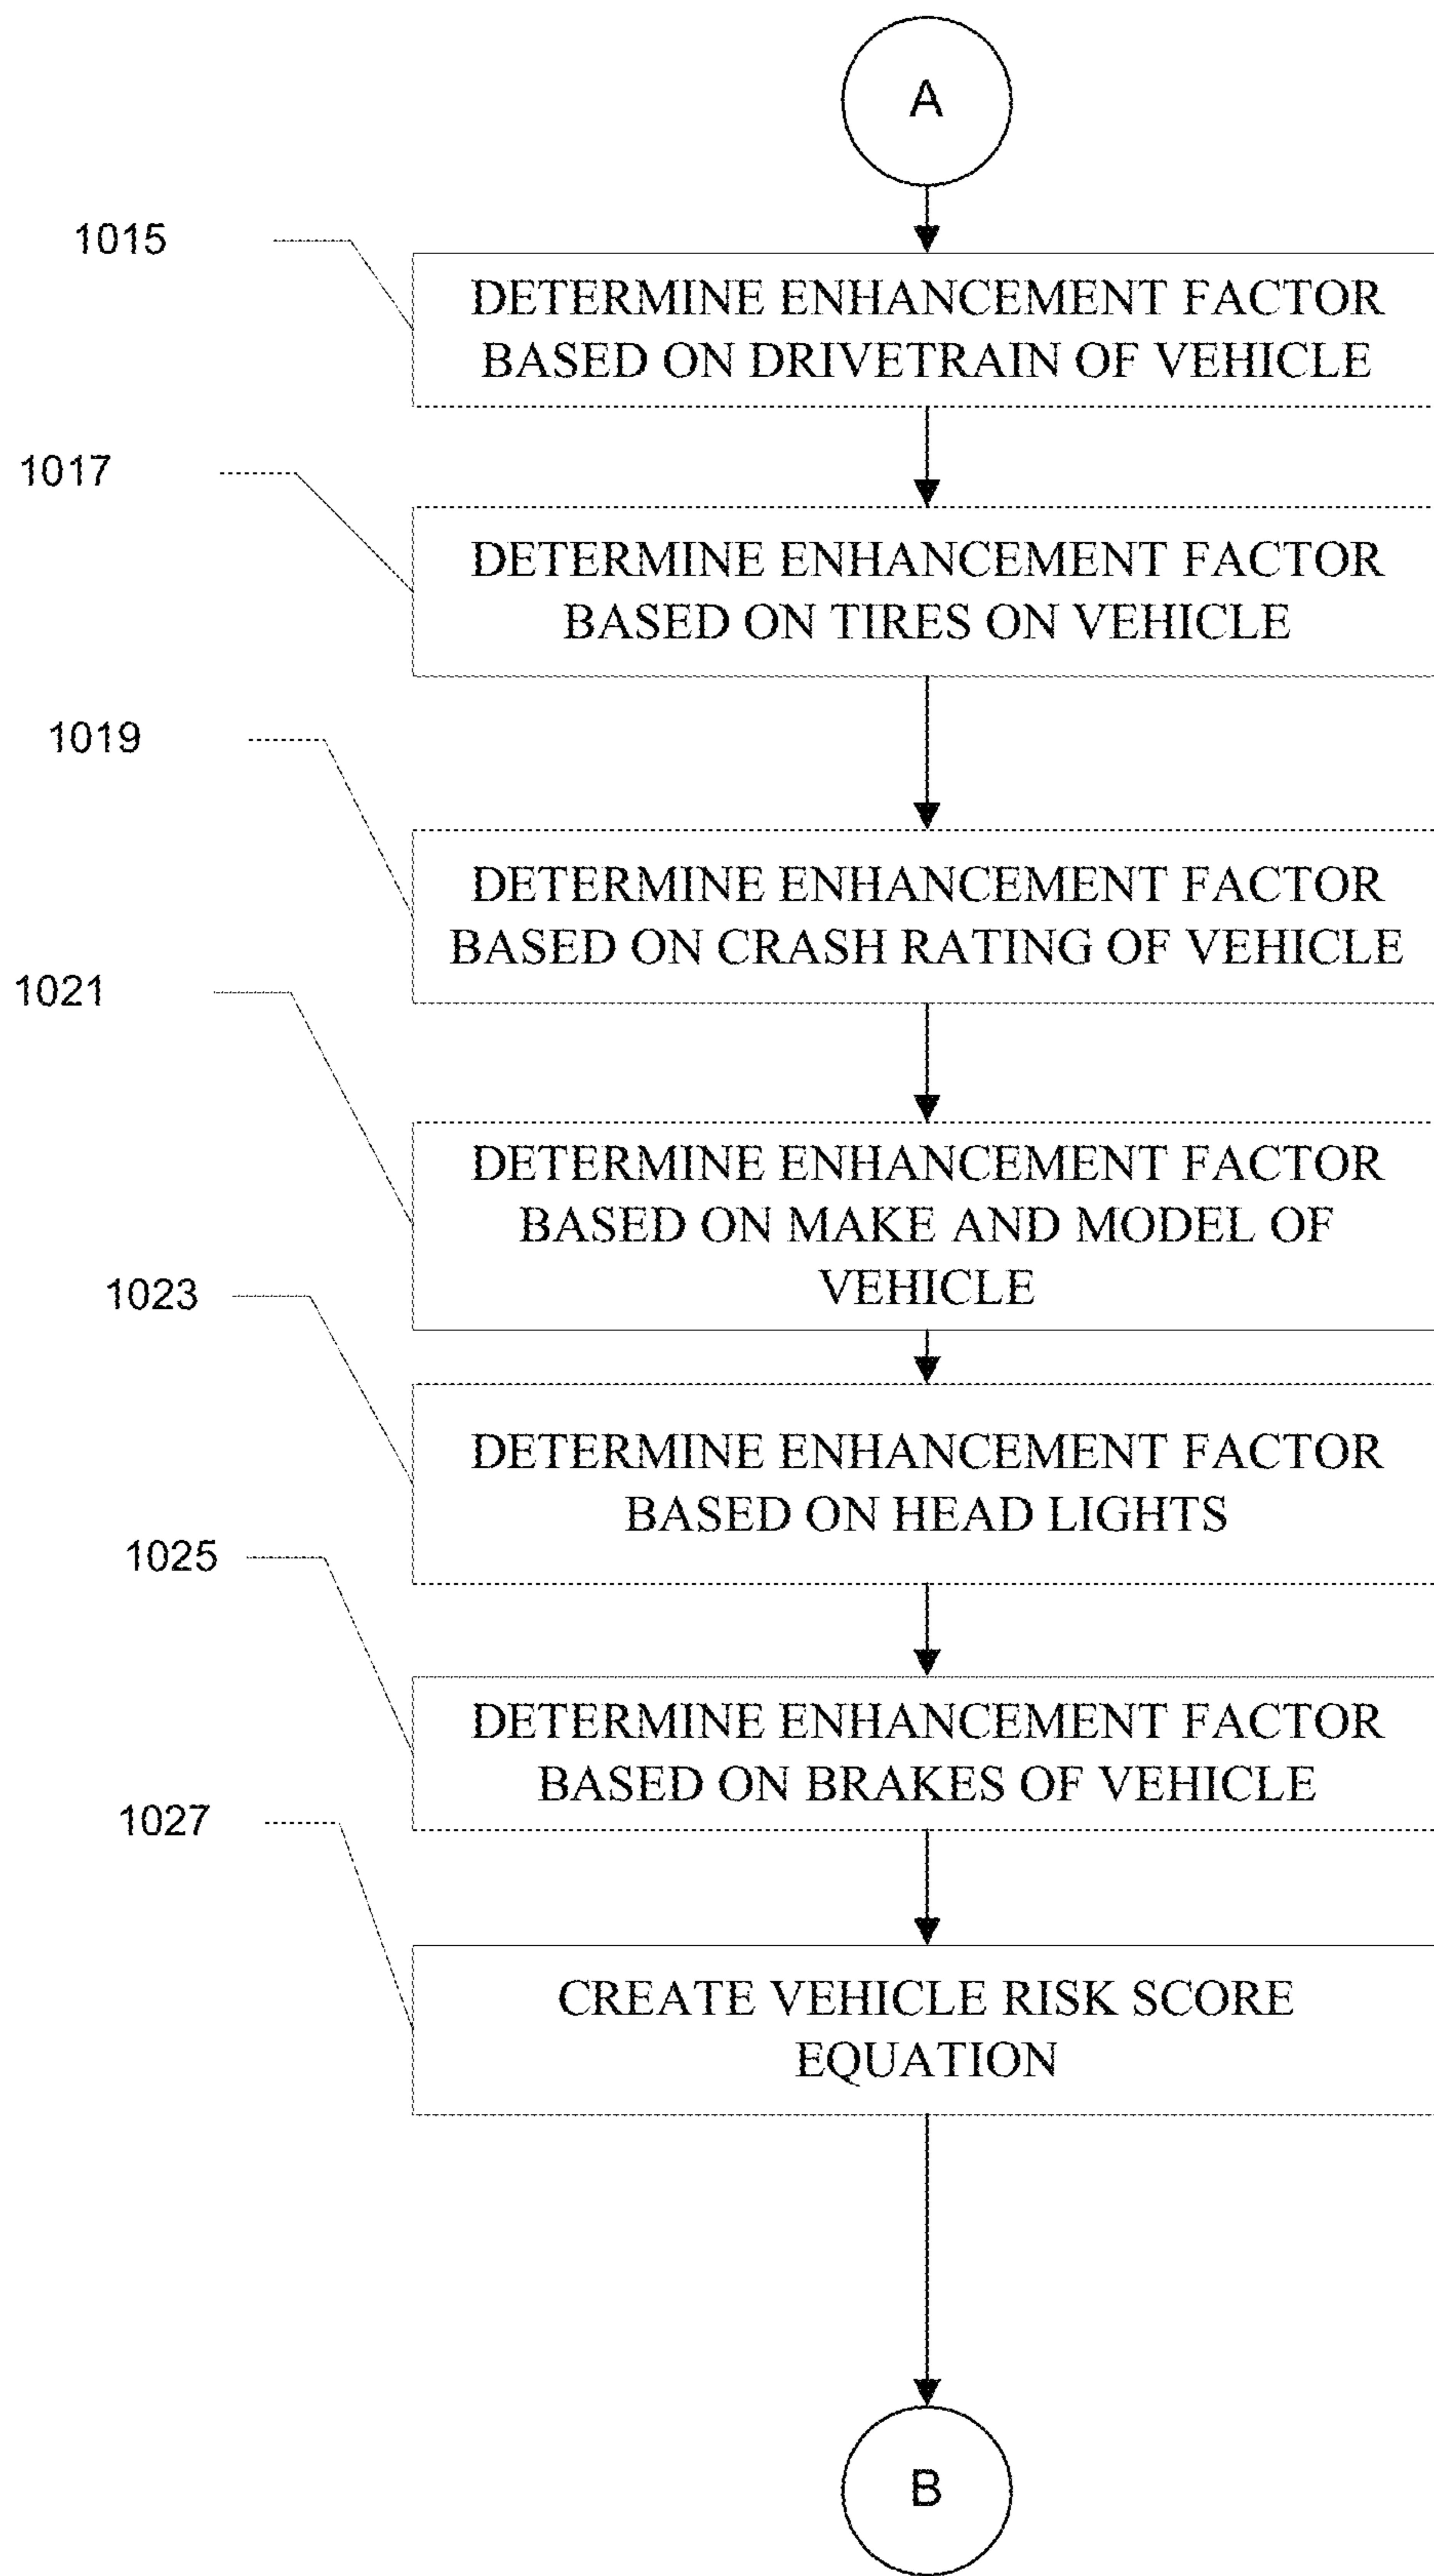 A
1015
DETERMINE ENHANCEMENT FACTOR
BASED ON DRIVETRAIN OF VEHICLE
1017
DETERMINE ENHANCEMENT FACTOR
BASED ON TIRES ON VEHICLE
1019
DETERMINE ENHANCEMENT FACTOR
BASED ON CRASH RATING OF VEHICLE
1021
DETERMINE ENHANCEMENT FACTOR
BASED ON MAKE AND MODEL OF
VEHICLE
1023
DETERMINE ENHANCEMENT FACTOR
BASED ON HEAD LIGHTS
1025
DETERMINE ENHANCEMENT FACTOR
BASED ON BRAKES OF VEHICLE
1027
CREATE VEHICLE RISK SCORE
EQUATION
B